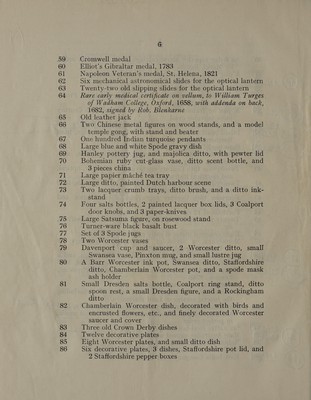 6
59 Cromwell medal
60 Elliot's Gibraltar medal, 1783
61 Napoleon Veteran's medal, St. Helena, 1821
62 Six mechanical astronomical slides for the optical lantern
63 Twenty-two old slipping slides for the optical lantern
64 Rare early medical certificate on vellum, to William Turges
of Wadham College, Oxford, 1658, with addenda on back,
1682, signed by Rob. Blenkarne
65 Old leather jack
66 Two Chinese metal figures on wood stands, and a model
temple gong, with stand and beater
67 One hundred Indian turquoise pendants
68 Large blue and white Spode gravy dish
69 Hanley pottery jug, and majolica ditto, with pewter lid
70 Bohemian ruby cut-glass vase, ditto scent bottle, and
3 pieces china
71 Large papier mâché tea tray
72 Large ditto, painted Dutch harbour scene
73 Two lacquer crumb trays, ditto brush, and a ditto ink-
stand
74 Four salts bottles, 2 painted lacquer box lids, 3 Coalport
door knobs, and 3 paper-knives
75 Large Satsuma figure, on rosewood stand
76 Turner-ware black basalt bust
77 Set of 3 Spode jugs
78 Two Worcester vases
79 Davenport cup and saucer, 2 Worcester ditto, small
Swansea vase, Pinxton mug, and small lustre jug
80 A Barr Worcester ink pot, Swansea ditto, Staffordshire
ditto, Chamberlain Worcester pot, and a spode mask
ash holder
81 Small Dresden salts bottle, Coalport ring stand, ditto
spoon rest, a small Dresden figure, and a Rockingham
ditto
82 Chamberlain Worcester dish, decorated with birds and
encrusted flowers, etc., and finely decorated Worcester
saucer and cover
83 Three old Crown Derby dishes
84 Twelve decorative plates
85 Eight Worcester plates, and small ditto dish
86 Six decorative plates, 3 dishes, Staffordshire pot lid, and
2 Staffordshire pepper boxes